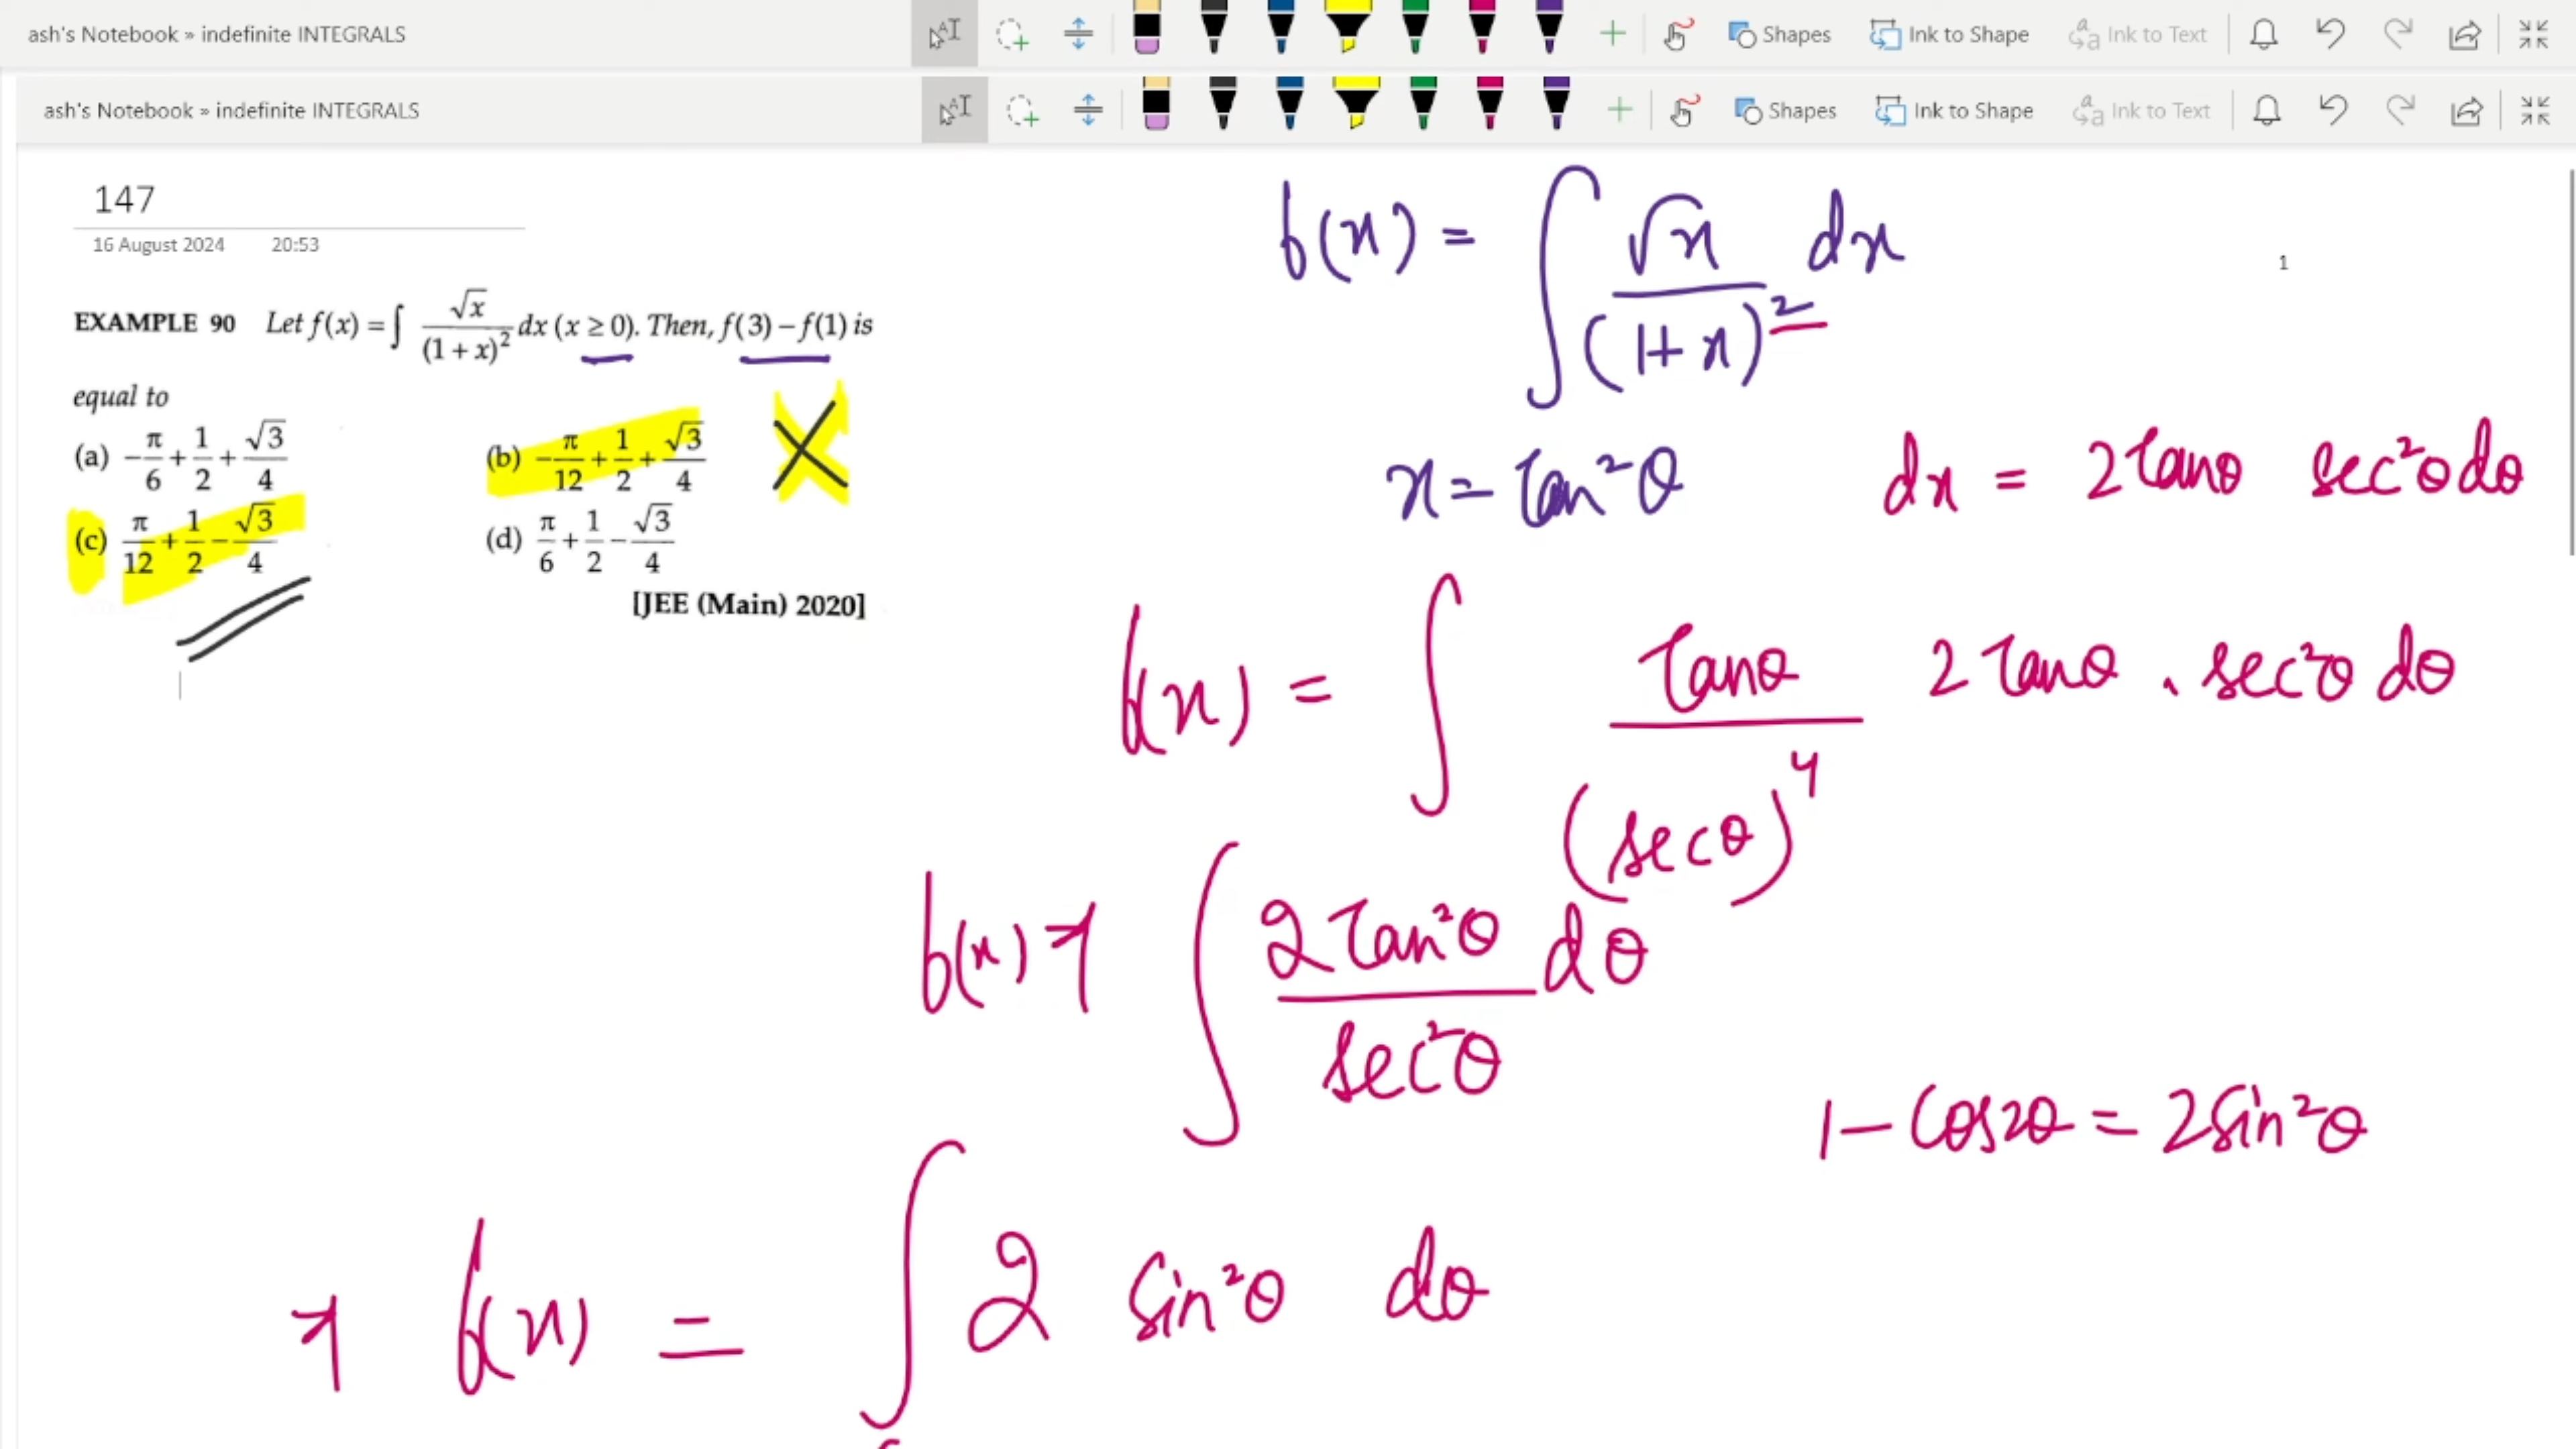 ash's Notebook » indefinite INTEGRALS Shapes Ink to Shape Ink to Text
ash's Notebook » indefinite INTEGRALS Shapes Ink to Shape Ink to Text
147
16 August 2024 20:53
EXAMPLE 90 Let f(x) = ∫ √x/(1 + x)² dx (x ≥ 0). Then, f(3) – f(1) is
equal to
(a) –π/6 + 1/2 + √3/4 (b) –π/12 + 1/2 + √3/4
(c) π/12 + 1/2 – √3/4 (d) π/6 + 1/2 – √3/4
[JEE (Main) 2020]
1
f(x) = ∫ √x/(1+x)² dx
x = tan²θ dx = 2tanθ sec²θdθ
f(x) = ∫ tanθ/(secθ)⁴ 2tanθ . sec²θ dθ
f(x) = ∫ 2tan²θ/sec²θ dθ
1 – Cos2θ = 2Sin²θ
f(x) = ∫ 2 Sin²θ dθ